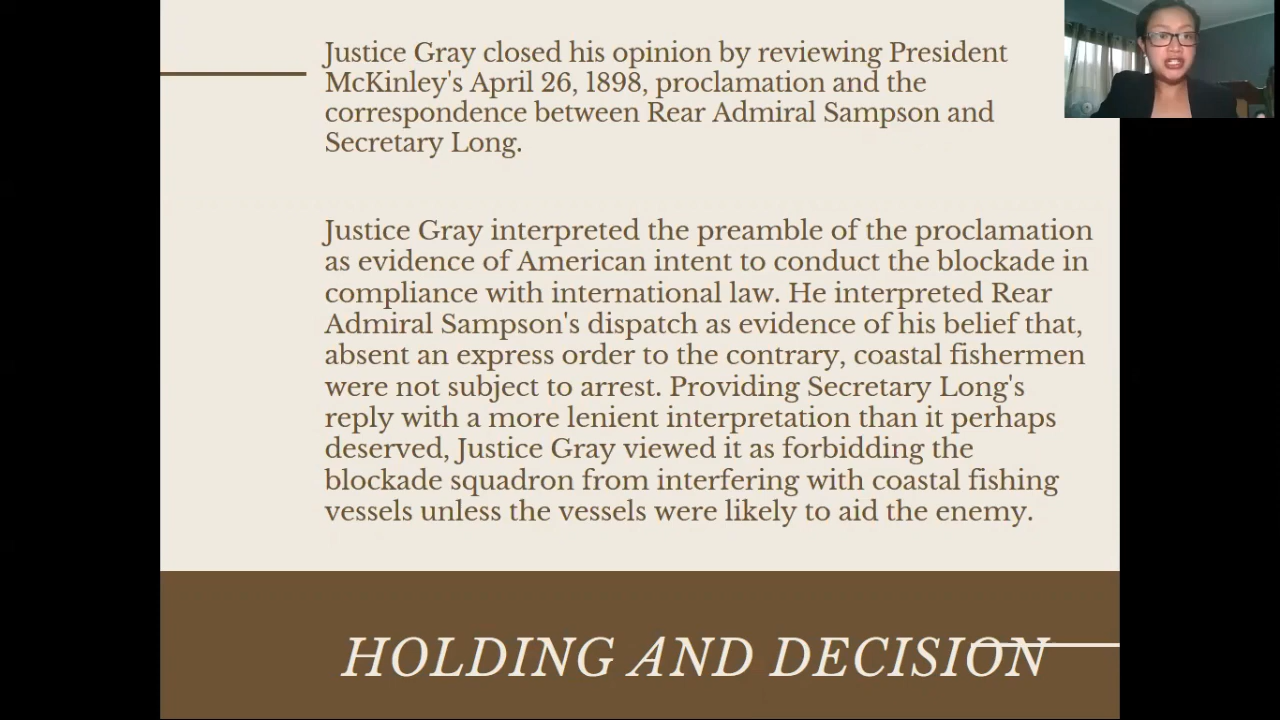 Justice Gray closed his opinion by reviewing President
McKinley's April 26, 1898, proclamation and the
correspondence between Rear Admiral Sampson and
Secretary Long.
Justice Gray interpreted the preamble of the proclamation
as evidence of American intent to conduct the blockade in
compliance with international law. He interpreted Rear
Admiral Sampson's dispatch as evidence of his belief that,
absent an express order to the contrary, coastal fishermen
were not subject to arrest. Providing Secretary Long's
reply with a more lenient interpretation than it perhaps
deserved, Justice Gray viewed it as forbidding the
blockade squadron from interfering with coastal fishing
vessels unless the vessels were likely to aid the enemy.
HOLDING AND DECISION